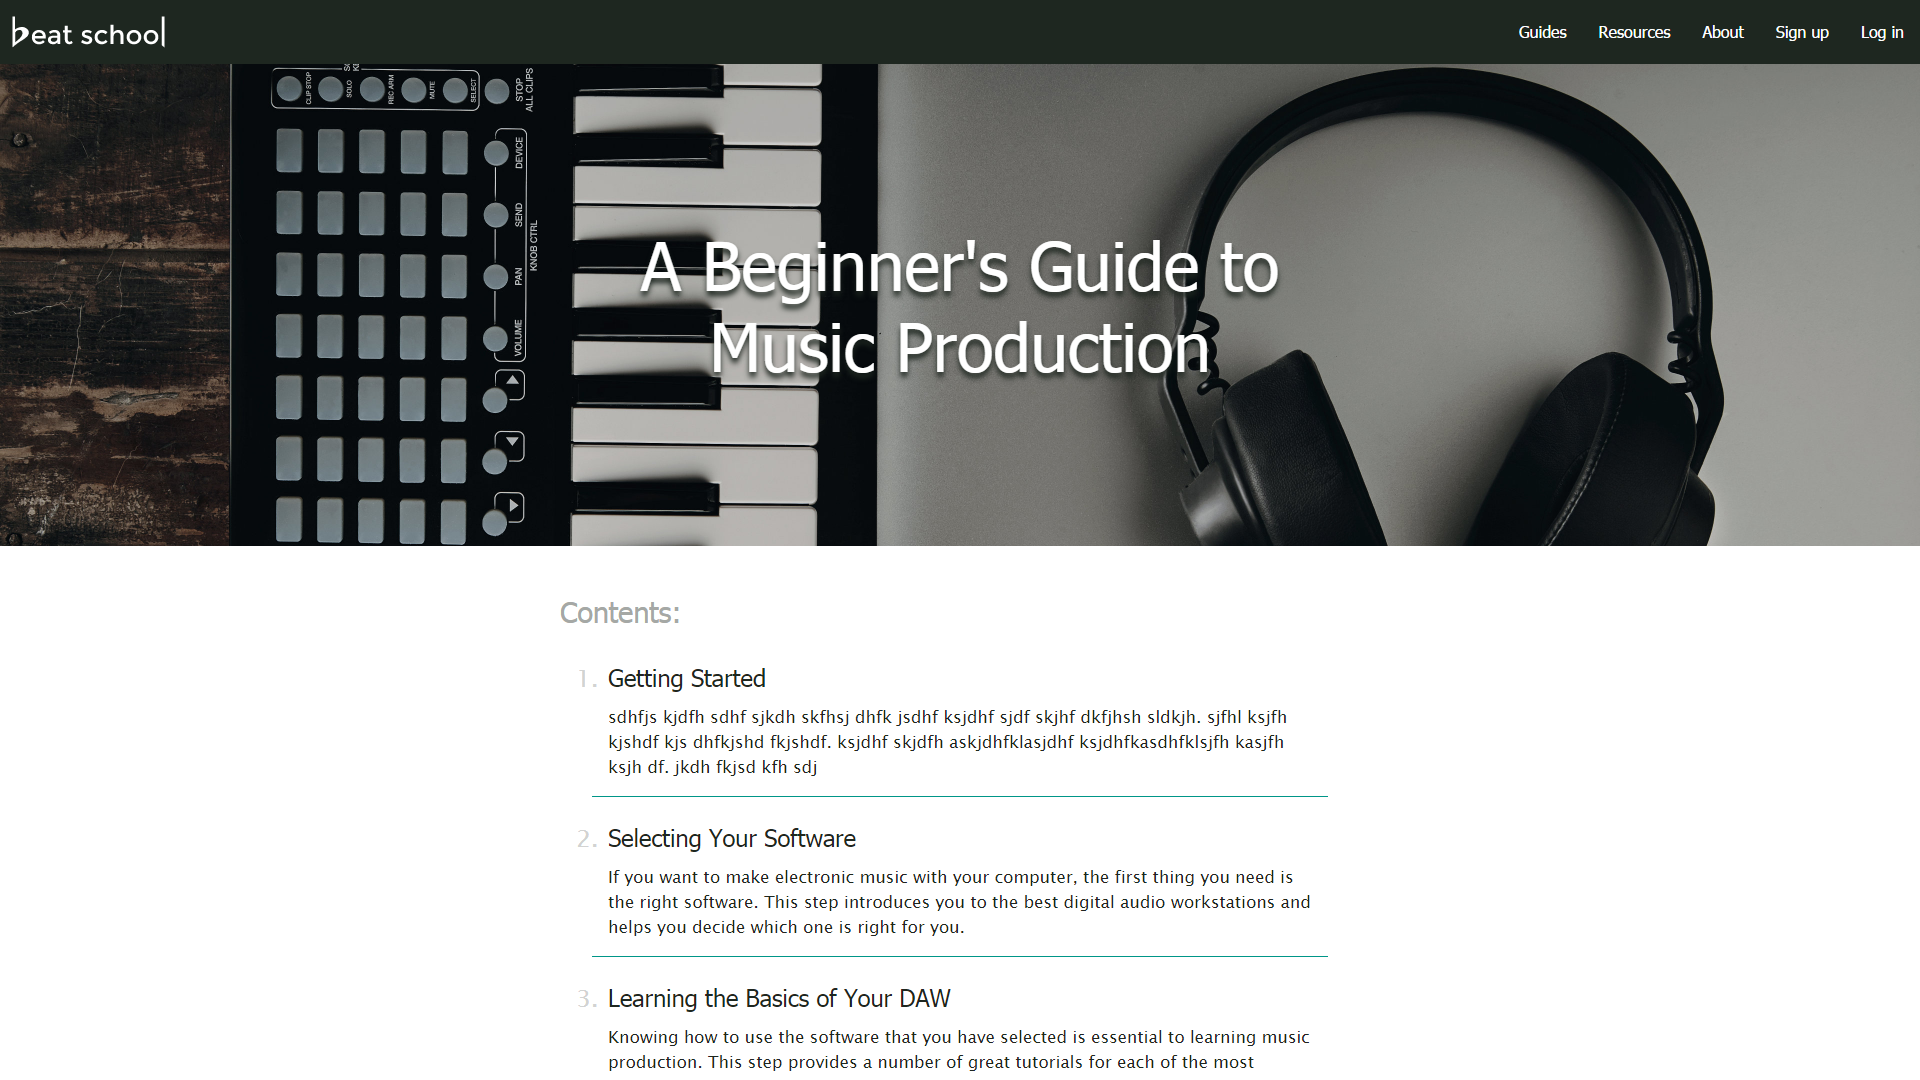 beat school
Guides Resources About Sign up Log in
CLIP STOP SOLO REC ARM MUTE SELECT STOP ALL CLIPS
DEVICE
SEND
KNOB CTRL
PAN
VOLUME
A Beginner's Guide to
Music Production
Contents:
1. Getting Started
sdhfjs kjdfh sdhf sjkdh skfhsj dhfk jsdhf ksjdhf sjdf skjhf dkfjhsh sldkjh. sjfhl ksjfh
kjshdf kjs dhfkjshd fkjshdf. ksjdhf skjdfh askjdhfklasjdhf ksjdhfkasdhfklsjfh kasjfh
ksjh df. jkdh fkjsd kfh sdj
2. Selecting Your Software
If you want to make electronic music with your computer, the first thing you need is
the right software. This step introduces you to the best digital audio workstations and
helps you decide which one is right for you.
3. Learning the Basics of Your DAW
Knowing how to use the software that you have selected is essential to learning music
production. This step provides a number of great tutorials for each of the most